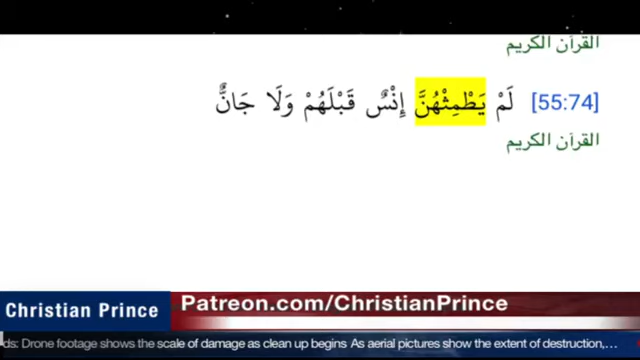 القرآن الكريم
[55:74] لَمْ يَطْمِثْهُنَّ إِنْسٌ قَبْلَهُمْ وَلَا جَانٌّ
القرآن الكريم
Patreon.com/ChristianPrince
Christian Prince
ds: Drone footage shows the scale of damage as clean up begins As aerial pictures show the extent of destruction,...